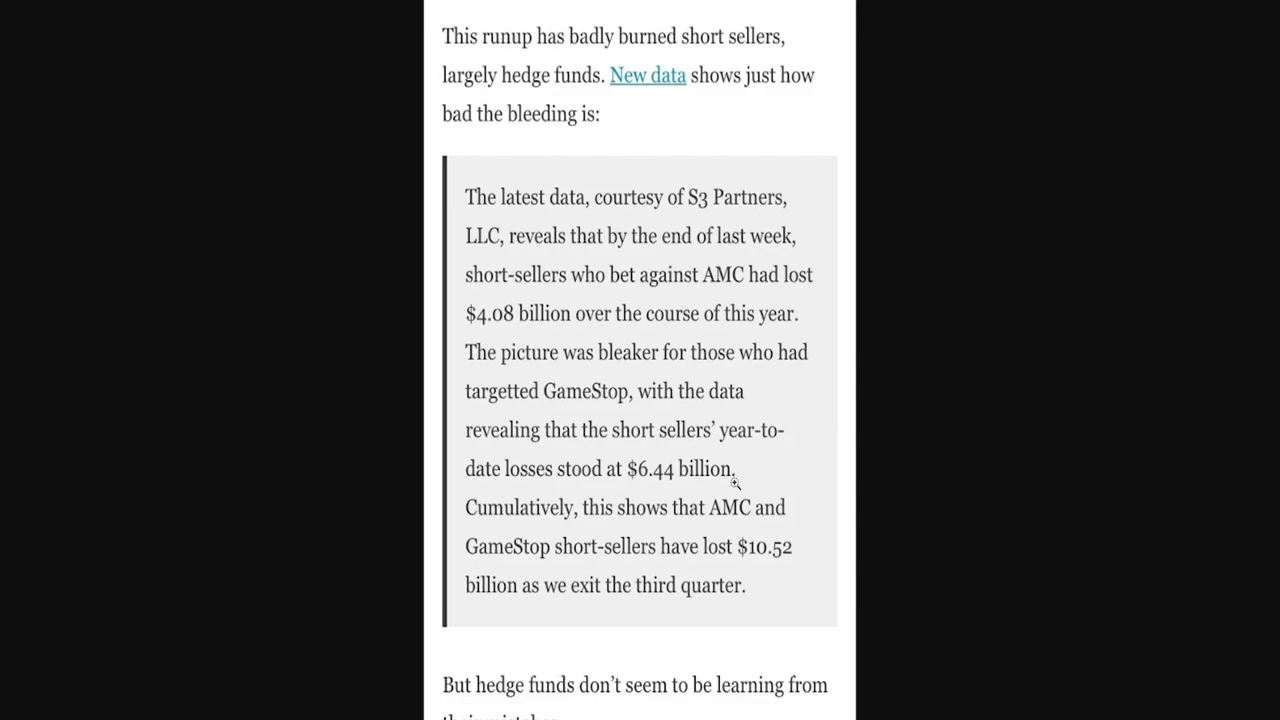 This runup has badly burned short sellers,
largely hedge funds. New data shows just how
bad the bleeding is:
The latest data, courtesy of S3 Partners,
LLC, reveals that by the end of last week,
short-sellers who bet against AMC had lost
$4.08 billion over the course of this year.
The picture was bleaker for those who had
targetted GameStop, with the data
revealing that the short sellers’ year-to-
date losses stood at $6.44 billion.
Cumulatively, this shows that AMC and
GameStop short-sellers have lost $10.52
billion as we exit the third quarter.
But hedge funds don’t seem to be learning from